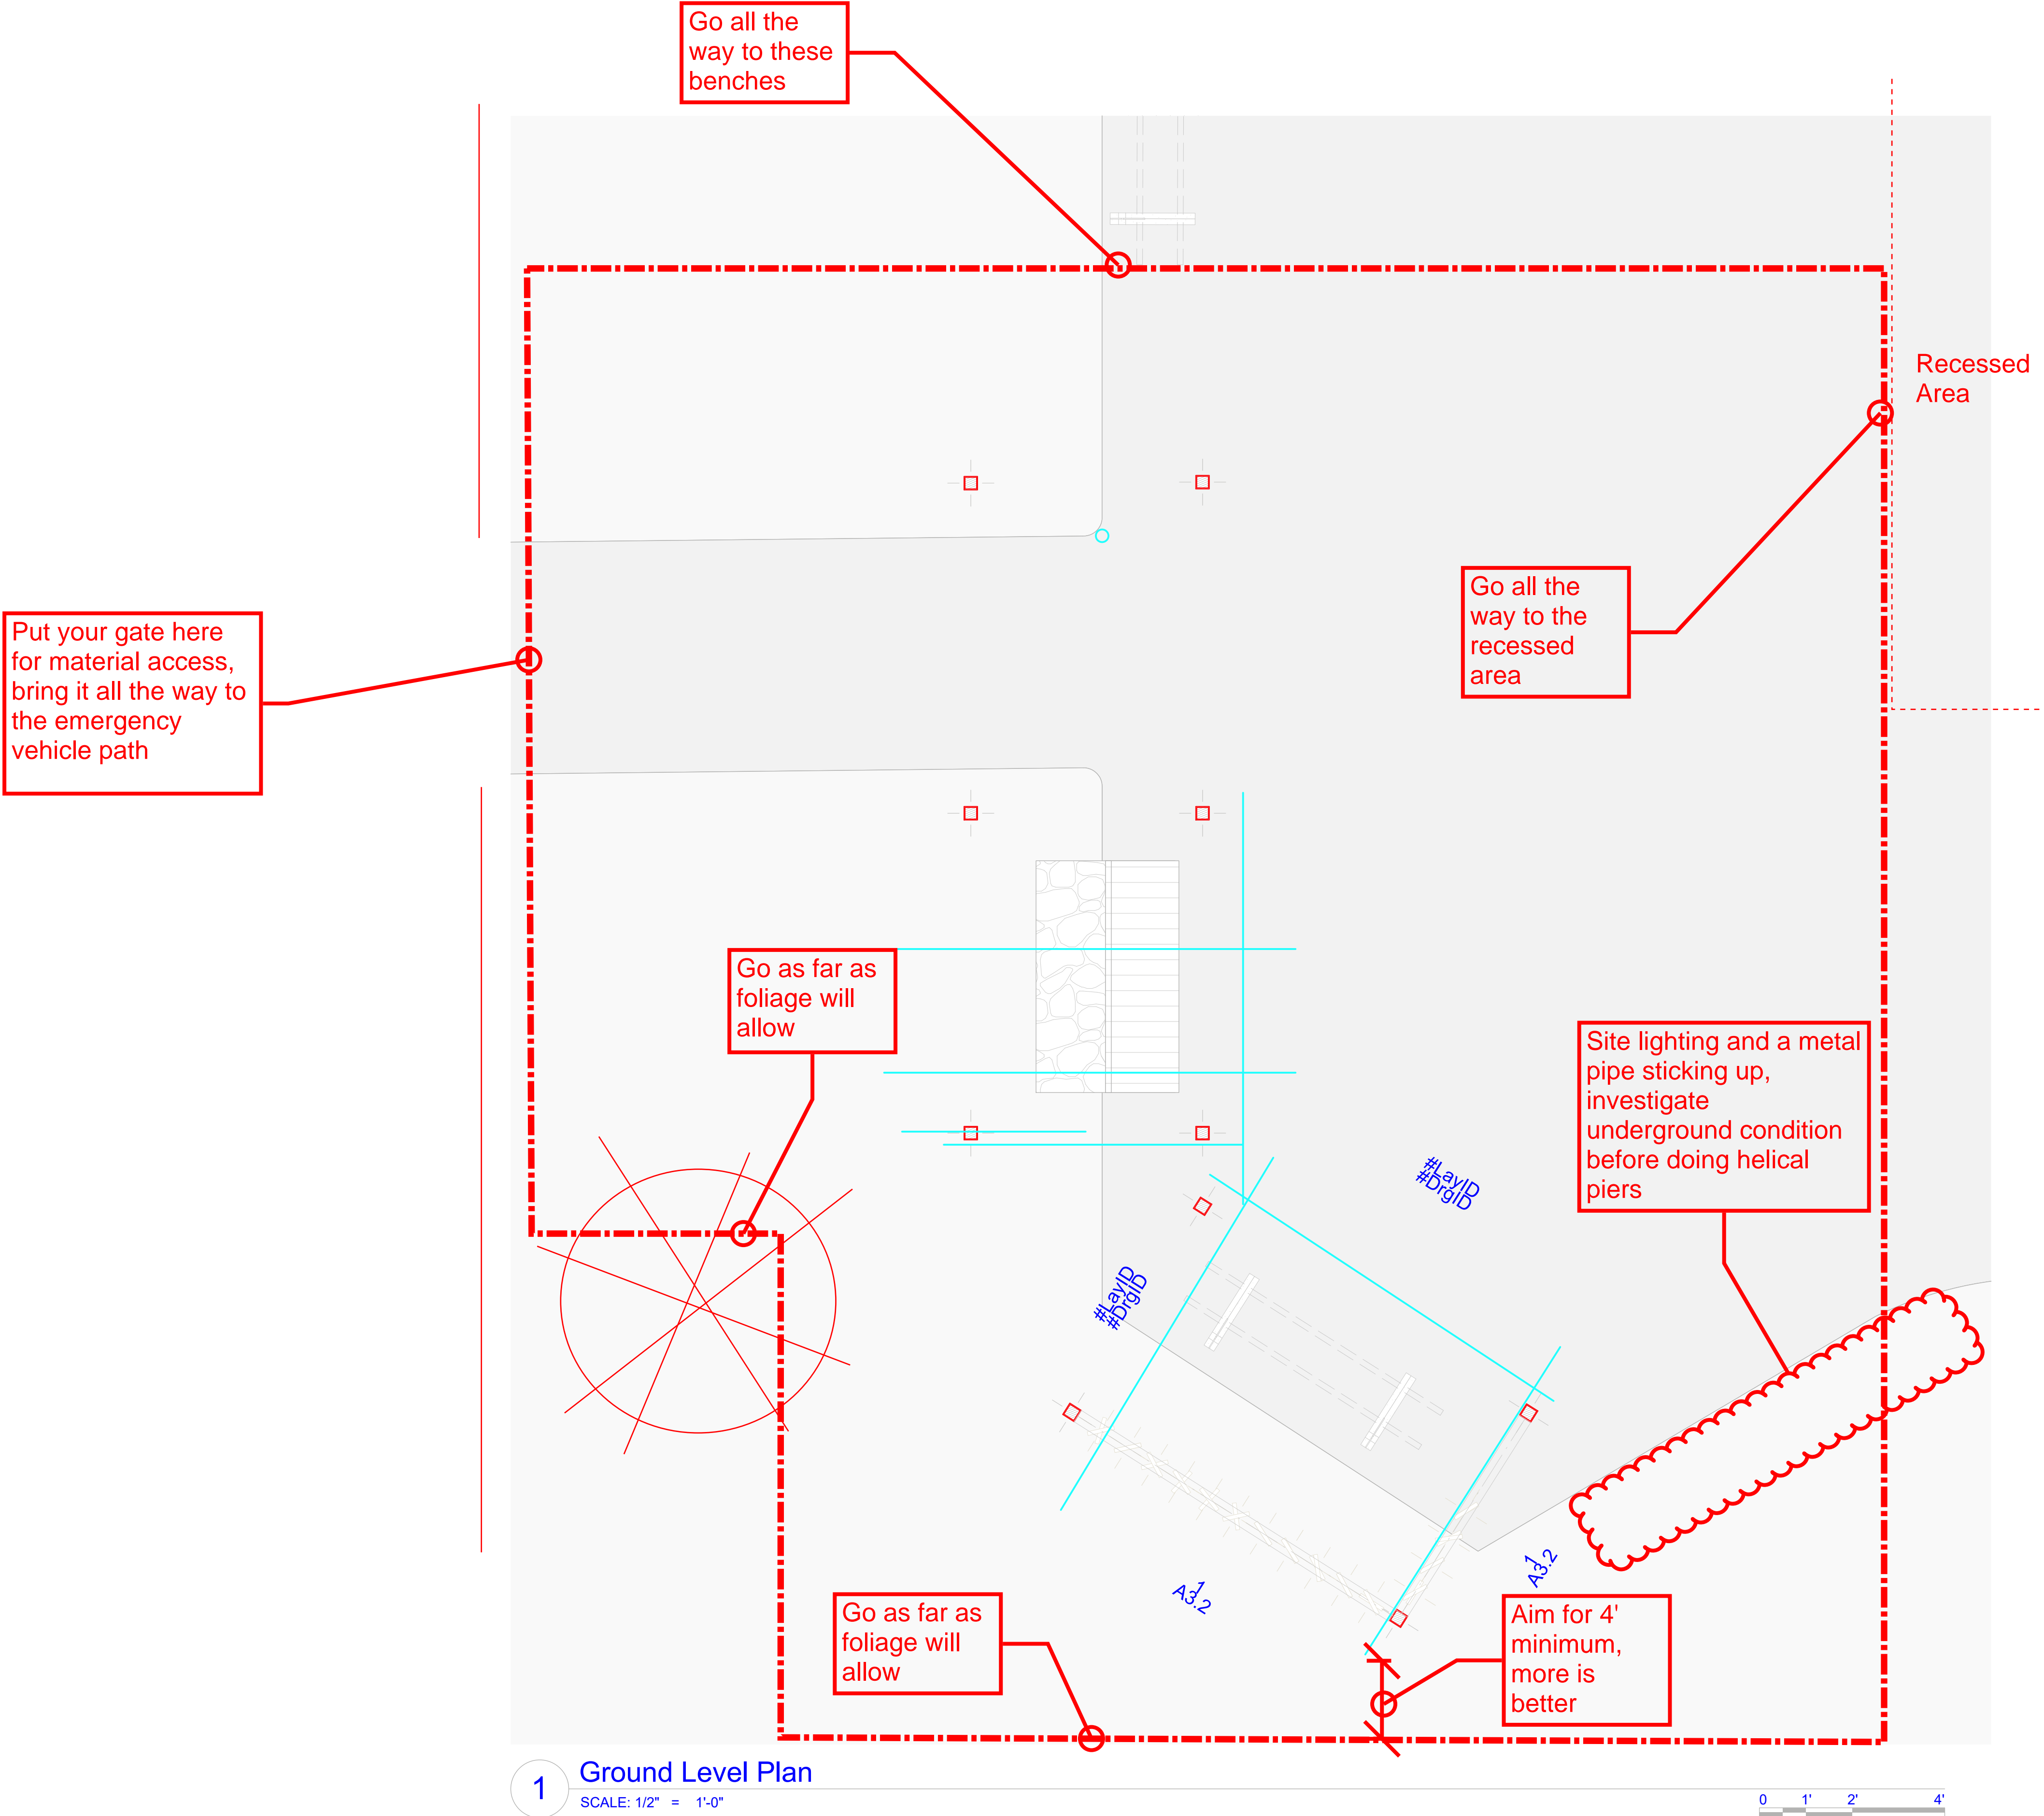 Go all the
way to these
benches
Recessed
Area
Go all the
way to the
recessed
area
Put your gate here
for material access,
bring it all the way to
the emergency
vehicle path
Go as far as
foliage will
allow
Site lighting and a metal
pipe sticking up,
investigate
underground condition
before doing helical
piers
#LayID
#DrgID
#LayID
#DrgID
1
A3.2
1
A3.2
Go as far as
foliage will
allow
Aim for 4'
minimum,
more is
better
1
Ground Level Plan
SCALE: 1/2" = 1'-0"
0 1' 2' 4'